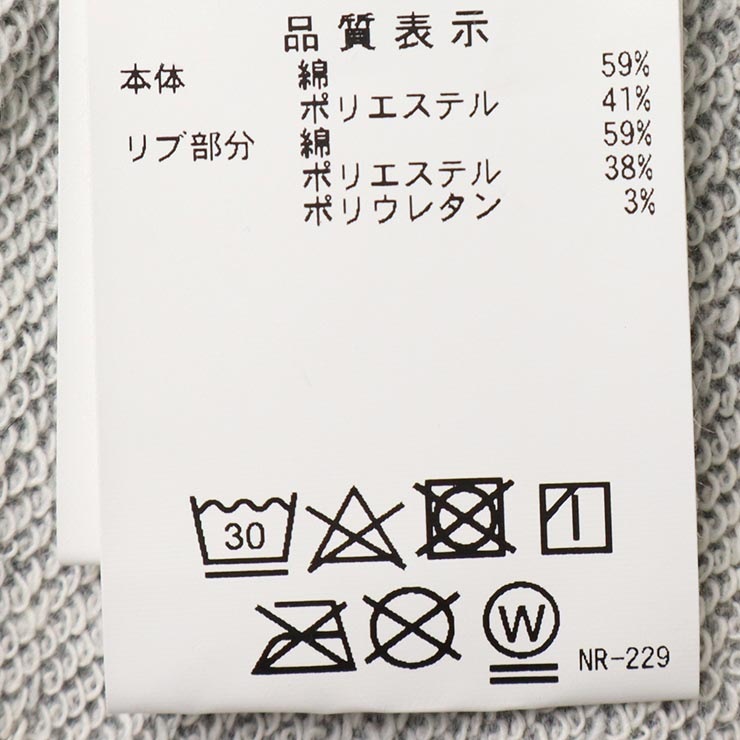 品質表示
本体 綿 59%
ポリエステル 41%
リブ部分 綿 59%
ポリエステル 38%
ポリウレタン 3%
30
W NR-229